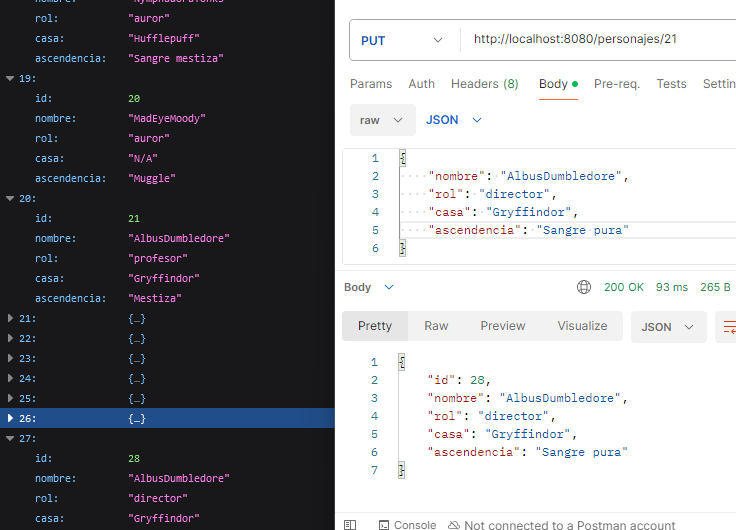 nombre: "NymphadoraTonks"
rol: "auror"
casa: "Hufflepuff"
ascendencia: "Sangre mestiza"
19:
id: 20
nombre: "MadEyeMoody"
rol: "auror"
casa: "N/A"
ascendencia: "Muggle"
20:
id: 21
nombre: "AlbusDumbledore"
rol: "profesor"
casa: "Gryffindor"
ascendencia: "Mestiza"
21: {…}
22: {…}
23: {…}
24: {…}
25: {…}
26: {…}
27:
id: 28
nombre: "AlbusDumbledore"
rol: "director"
casa: "Gryffindor"
PUT http://localhost:8080/personajes/21
Params Auth Headers (8) Body Pre-req. Tests Settin
raw JSON
1 {
2 "nombre": "AlbusDumbledore",
3 "rol": "director",
4 "casa": "Gryffindor",
5 "ascendencia": "Sangre pura"
6 }
Body 200 OK 93 ms 265 B
Pretty Raw Preview Visualize JSON
1 {
2 "id": 28,
3 "nombre": "AlbusDumbledore",
4 "rol": "director",
5 "casa": "Gryffindor",
6 "ascendencia": "Sangre pura"
7 }
Console Not connected to a Postman account